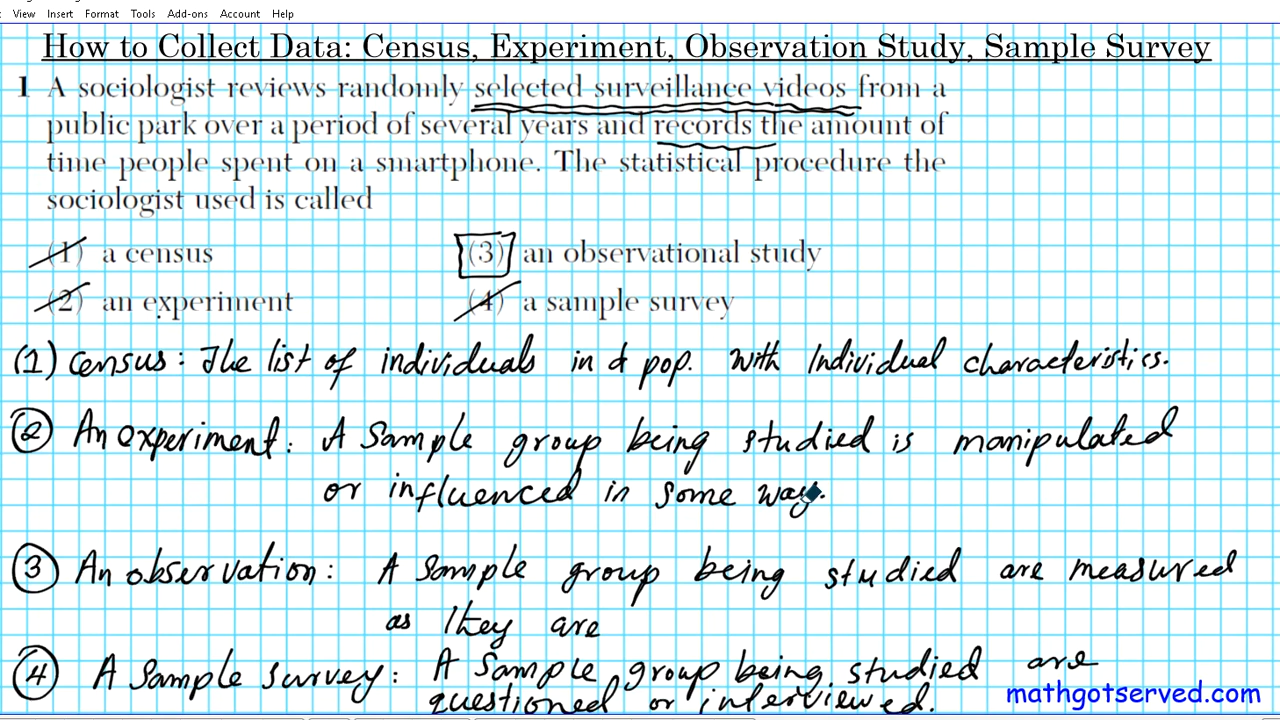 View Insert Format Tools Add-ons Account Help
How to Collect Data: Census, Experiment, Observation Study, Sample Survey
1 A sociologist reviews randomly selected surveillance videos from a
public park over a period of several years and records the amount of
time people spent on a smartphone. The statistical procedure the
sociologist used is called
(1) a census
(3) an observational study
(2) an experiment
(4) a sample survey
(1) Census: The list of individuals in pop. with Individual characteristics.
(2) An experiment: A Sample group being studied is manipulated
or influenced in some way.
(3) An observation: A Sample group being studied are measured
as they are
(4) A Sample survey: A Sample group being studied are
questioned or interviewed.
mathgotserved.com